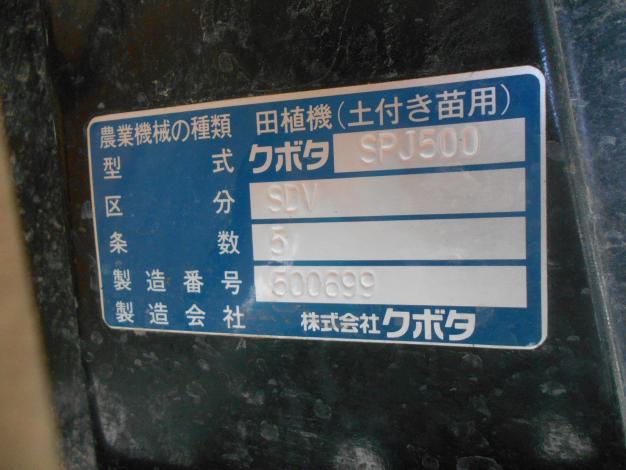 農業機械の種類 田植機(土付き苗用)
型式 クボタ SPJ500
区分 SDV
条数 5
製造番号 500699
製造会社 株式会社クボタ